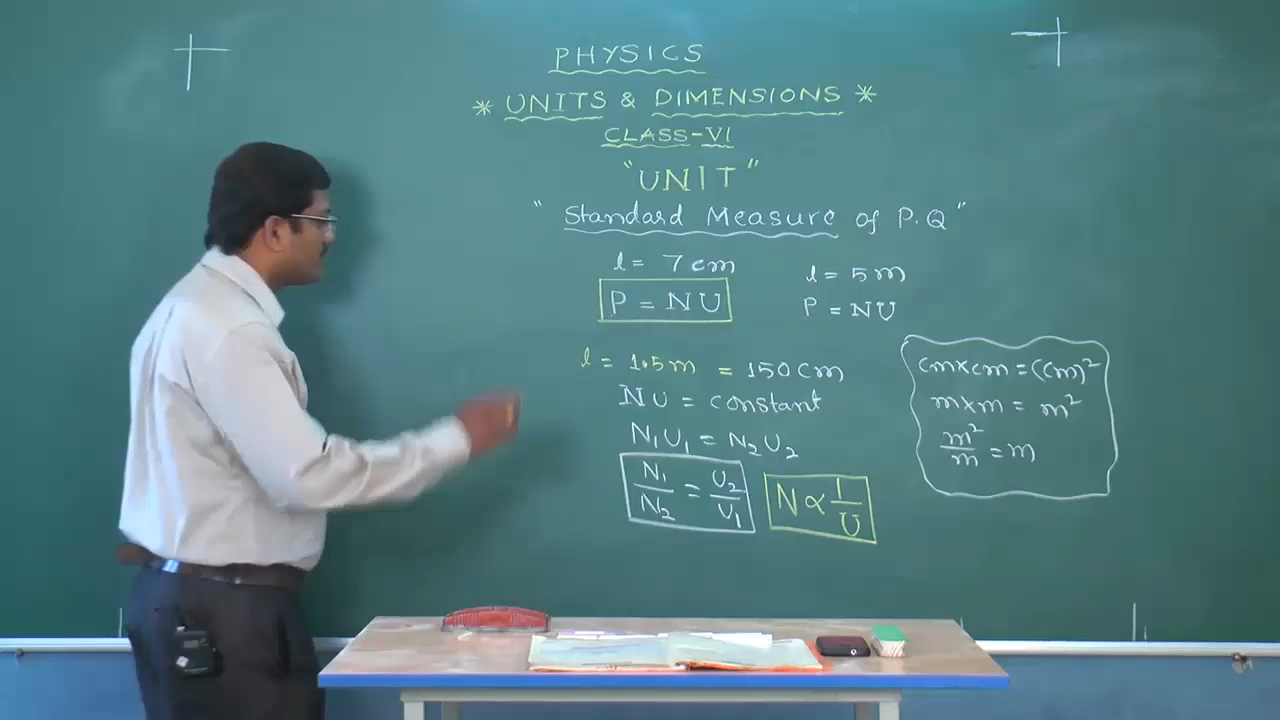 PHYSICS
* UNITS & DIMENSIONS *
CLASS-VI
"UNIT"
"Standard Measure of P.Q"
l = 7 cm
P = NU
l = 5 m
P = NU
l = 1.5 m = 150 Cm
NU = constant
N₁U₁ = N₂U₂
N₁/N₂ = U₂/U₁
N ∝ 1/U
cm×cm = (cm)²
m×m = m²
m²/m = m